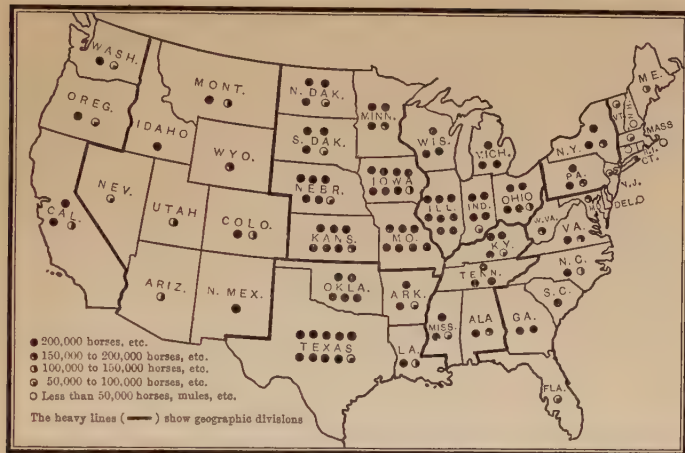 WASH.
MONT.
N. DAK.
MINN.
ME.
OREG.
IDAHO
S. DAK.
WIS.
MICH.
VT.
N.H.
MASS
N.Y.
R.I.
CT.
WYO.
NEBR.
IOWA
PA.
N.J.
NEV.
UTAH
COLO.
ILL.
IND.
OHIO
W.VA.
MD.
DEL
CAL.
KANS.
MO.
KY.
VA.
ARIZ.
N. MEX.
OKLA.
ARK.
TENN.
N.C.
S.C.
TEXAS
LA.
MISS.
ALA
GA.
FLA.
200,000 horses, etc.
150,000 to 200,000 horses, etc.
100,000 to 150,000 horses, etc.
50,000 to 100,000 horses, etc.
Less than 50,000 horses, mules, etc.
The heavy lines ( ━ ) show geographic divisions